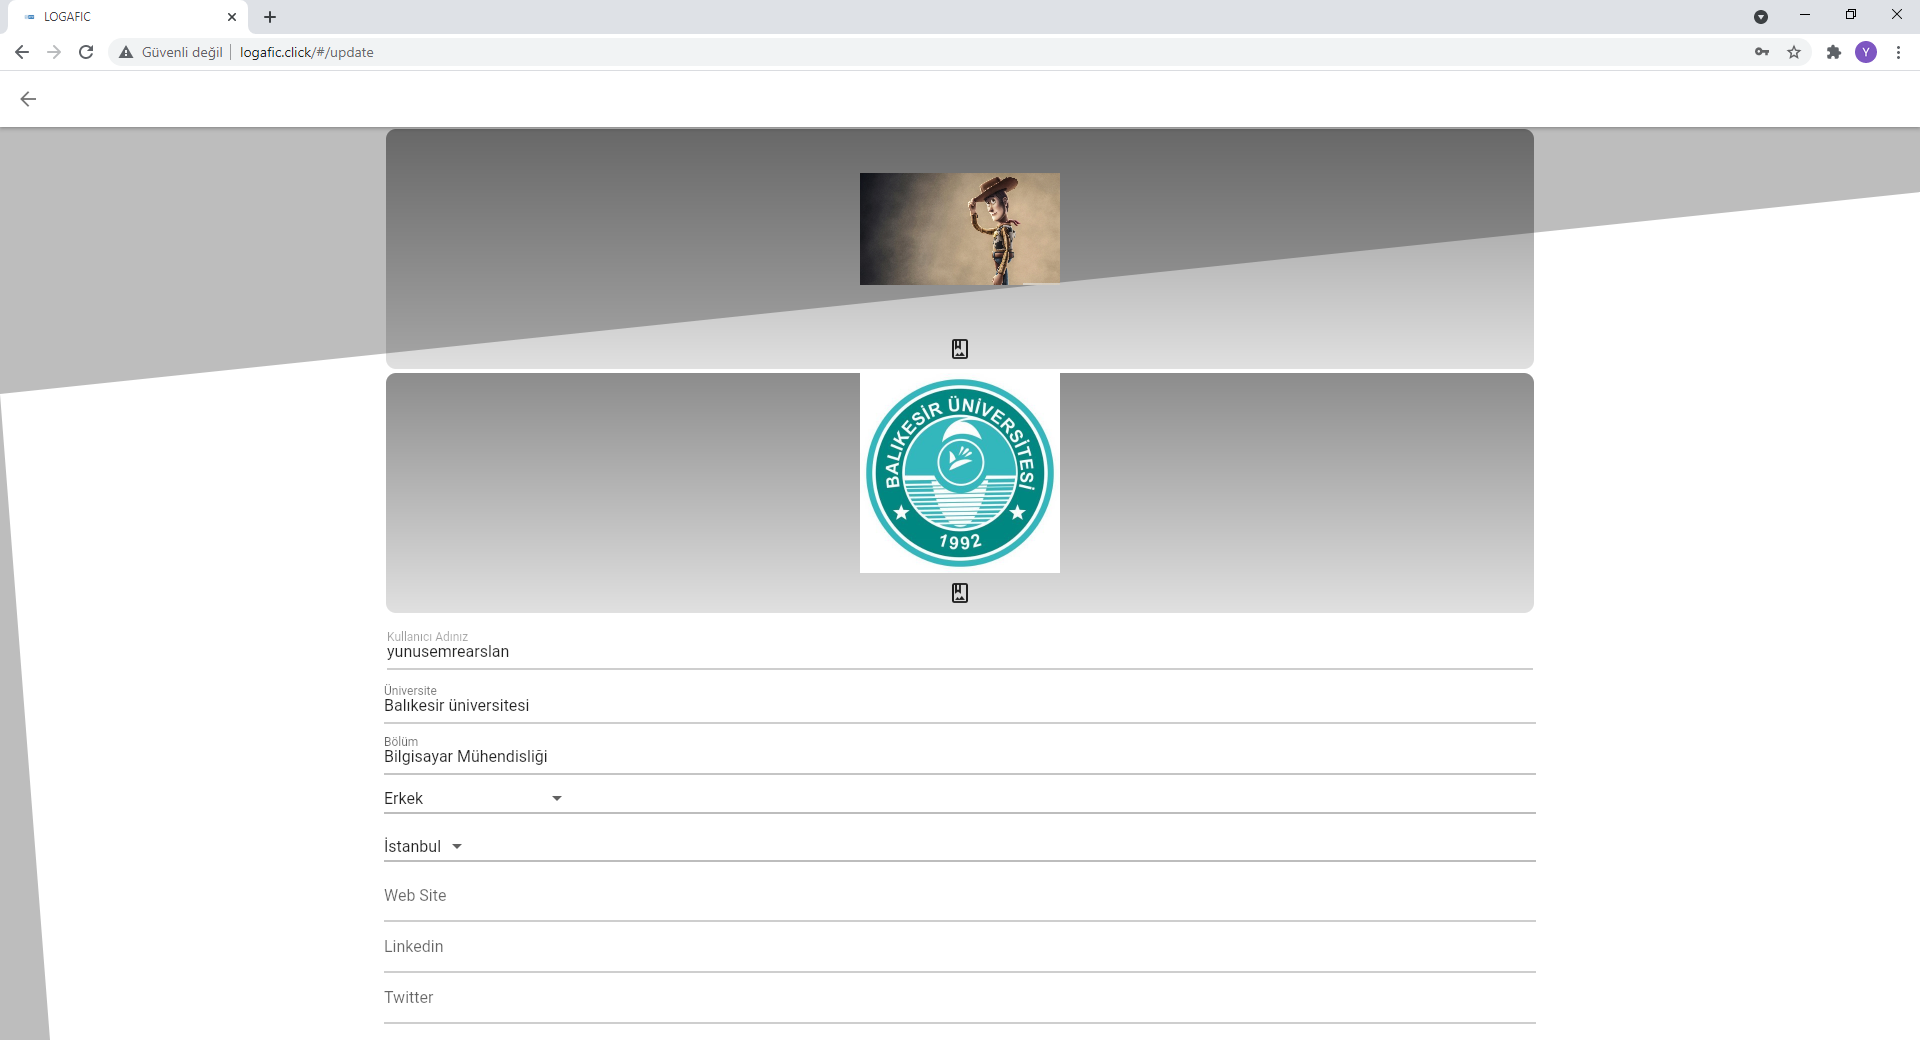 LOGAFIC
Güvenli değil
logafic.click/#/update
Y
BALIKESİR ÜNİVERSİTESİ
1992
Kullanıcı Adınız
yunusemrearslan
Üniversite
Balıkesir üniversitesi
Bölüm
Bilgisayar Mühendisliği
Erkek
İstanbul
Web Site
Linkedin
Twitter